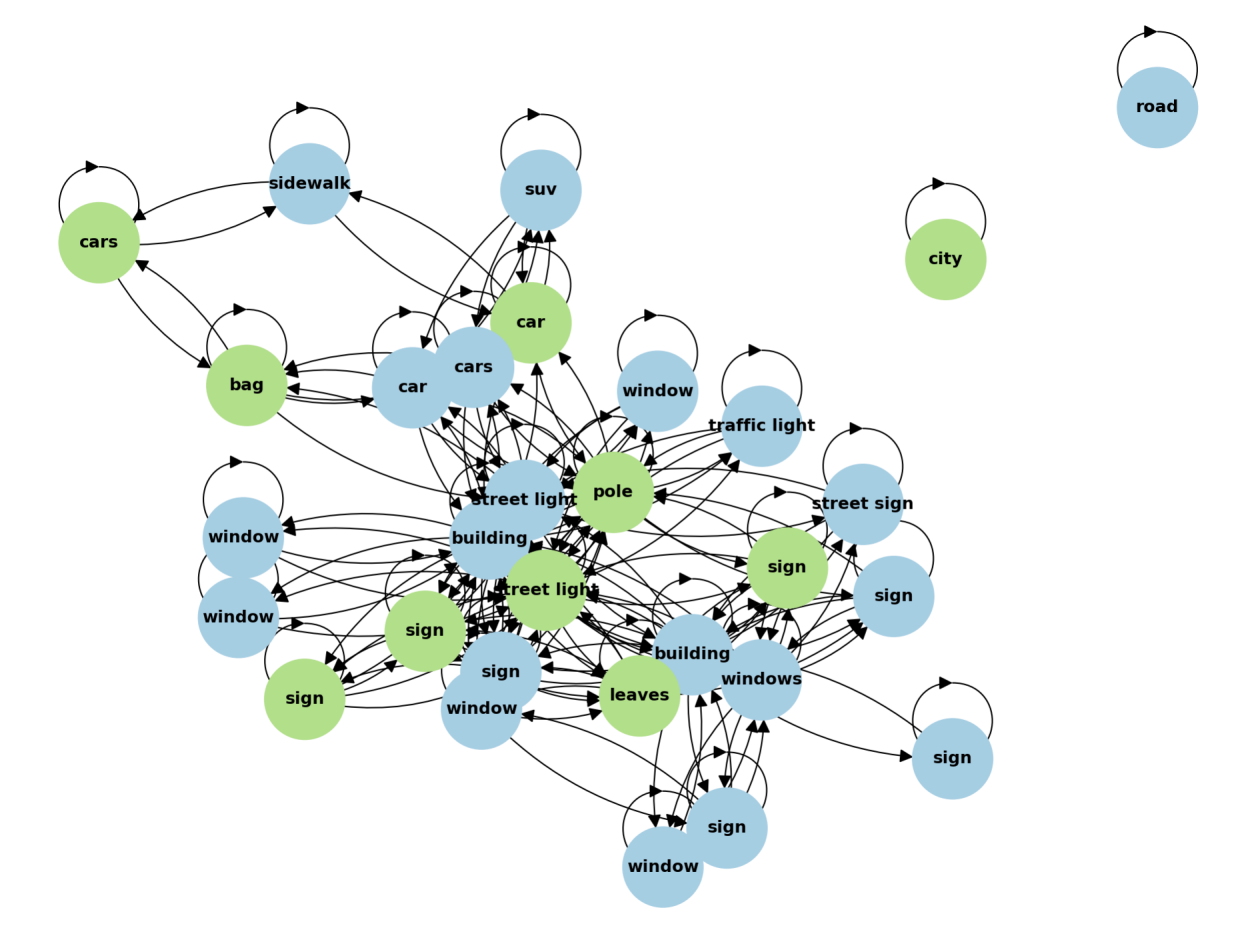 road
sidewalk
suv
cars
city
car
cars
bag
car
window
traffic light
street light
pole
street sign
window
building
sign
street light
sign
window
sign
building
sign
windows
leaves
sign
window
sign
sign
window